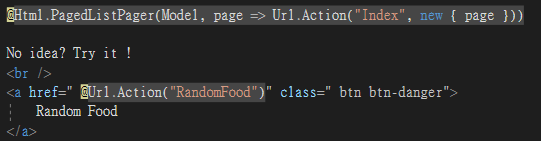 @Html.PagedListPager(Model, page => Url.Action("Index", new { page }))
No idea? Try it !
<br />
<a href=" @Url.Action("RandomFood")" class=" btn btn-danger">
Random Food
</a>